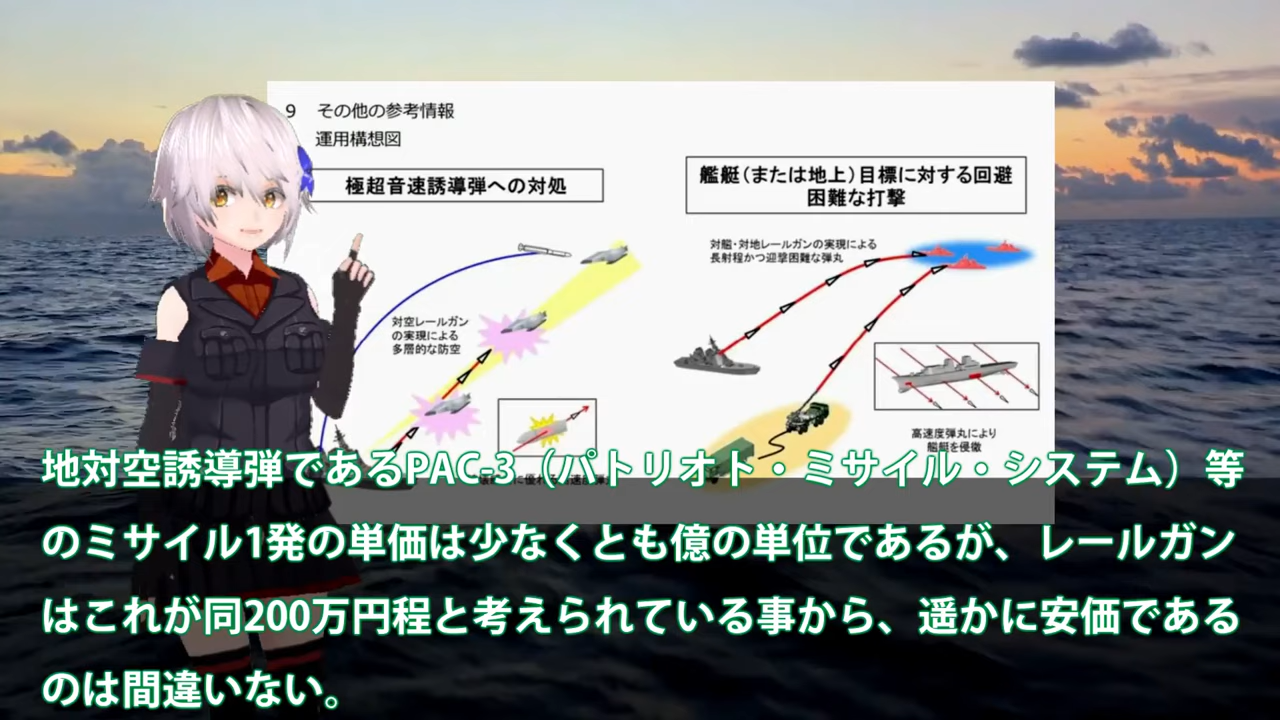 9 その他の参考情報
運用構想図
極超音速誘導弾への対処
艦艇(または地上)目標に対する回避
困難な打撃
対艦・対地レールガンの実現による
長射程かつ迎撃困難な弾丸
対空レールガン
の実現による
多層的な防空
高速度弾丸により
艦艇を侵徹
地対空誘導弾であるPAC-3（パトリオト・ミサイル・システム）等
のミサイル1発の単価は少なくとも億の単位であるが、レールガン
はこれが同200万円程と考えられている事から、遥かに安価である
のは間違いない。